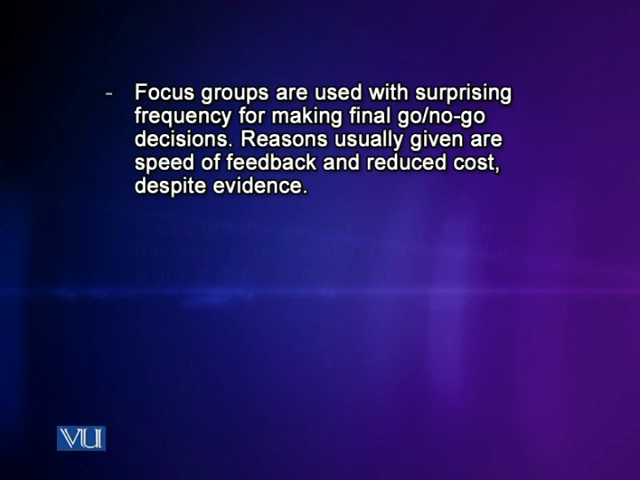 - Focus groups are used with surprising
frequency for making final go/no-go
decisions. Reasons usually given are
speed of feedback and reduced cost,
despite evidence.
VU